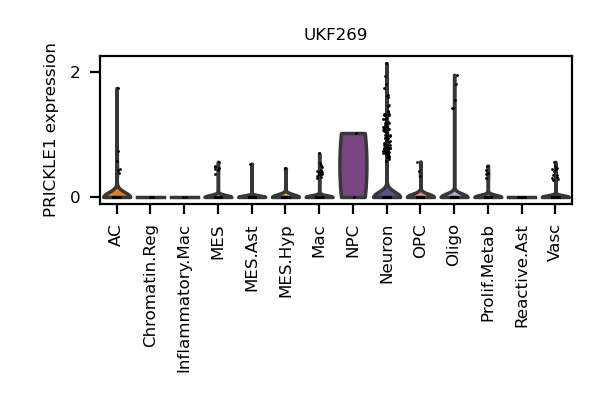 UKF269
PRICKLE1 expression
2
0
AC
Chromatin.Reg
Inflammatory.Mac
MES
MES.Ast
MES.Hyp
Mac
NPC
Neuron
OPC
Oligo
Prolif.Metab
Reactive.Ast
Vasc